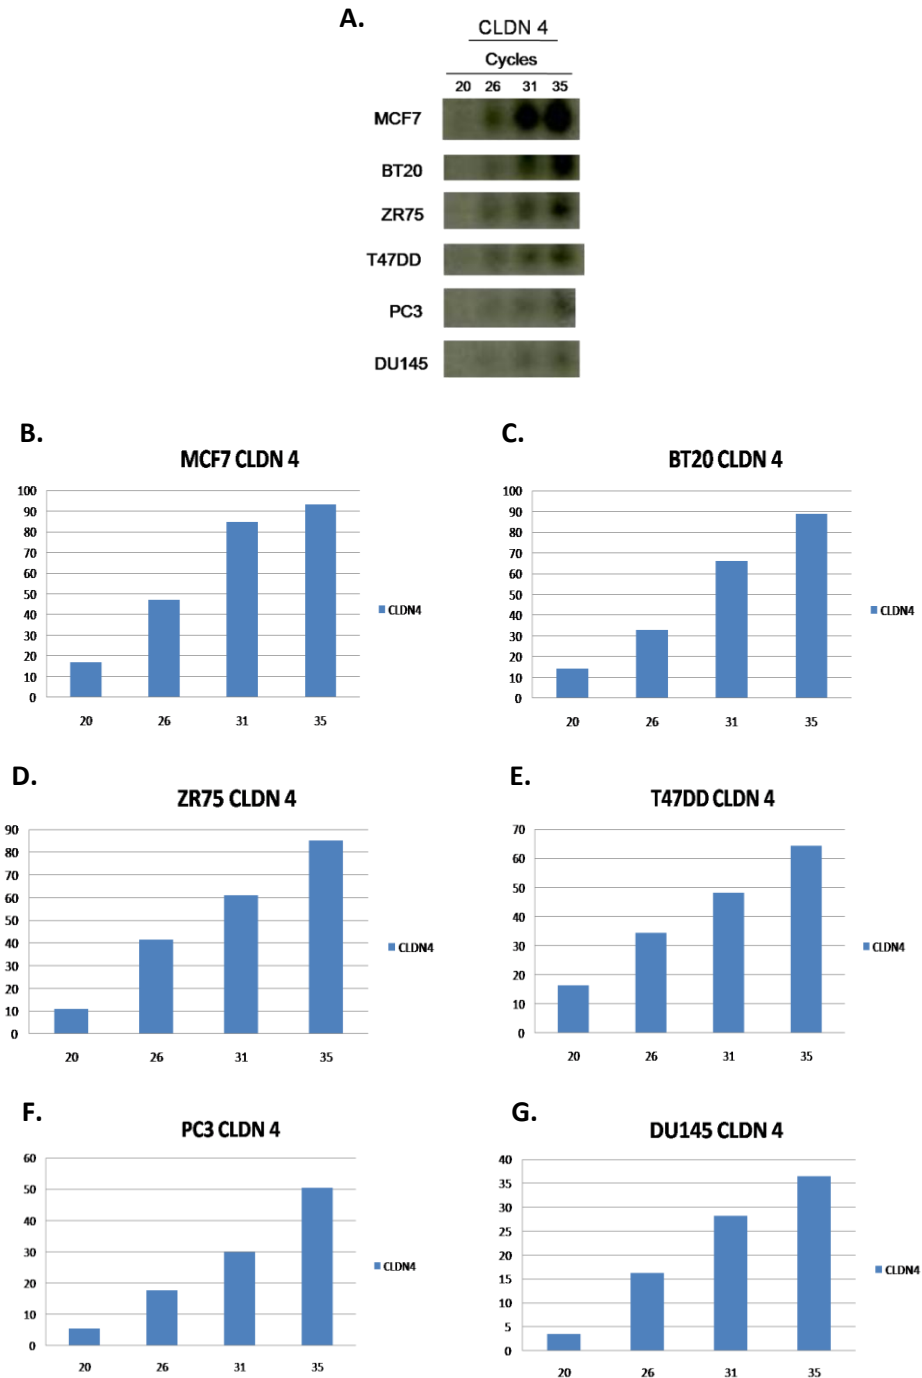 A.
CLDN 4
Cycles
20 26 31 35
MCF7
BT20
ZR75
T47DD
PC3
DU145
B.
MCF7 CLDN 4
100
90
80
70
60
50
40
30
20
10
0
20 26 31 35
CLDN4
C.
BT20 CLDN 4
100
90
80
70
60
50
40
30
20
10
0
20 26 31 35
CLDN4
D.
ZR75 CLDN 4
90
80
70
60
50
40
30
20
10
0
20 26 31 35
CLDN4
E.
T47DD CLDN 4
70
60
50
40
30
20
10
0
20 26 31 35
CLDN4
F.
PC3 CLDN 4
60
50
40
30
20
10
0
20 26 31 35
CLDN4
G.
DU145 CLDN 4
40
35
30
25
20
15
10
5
0
20 26 31 35
CLDN4